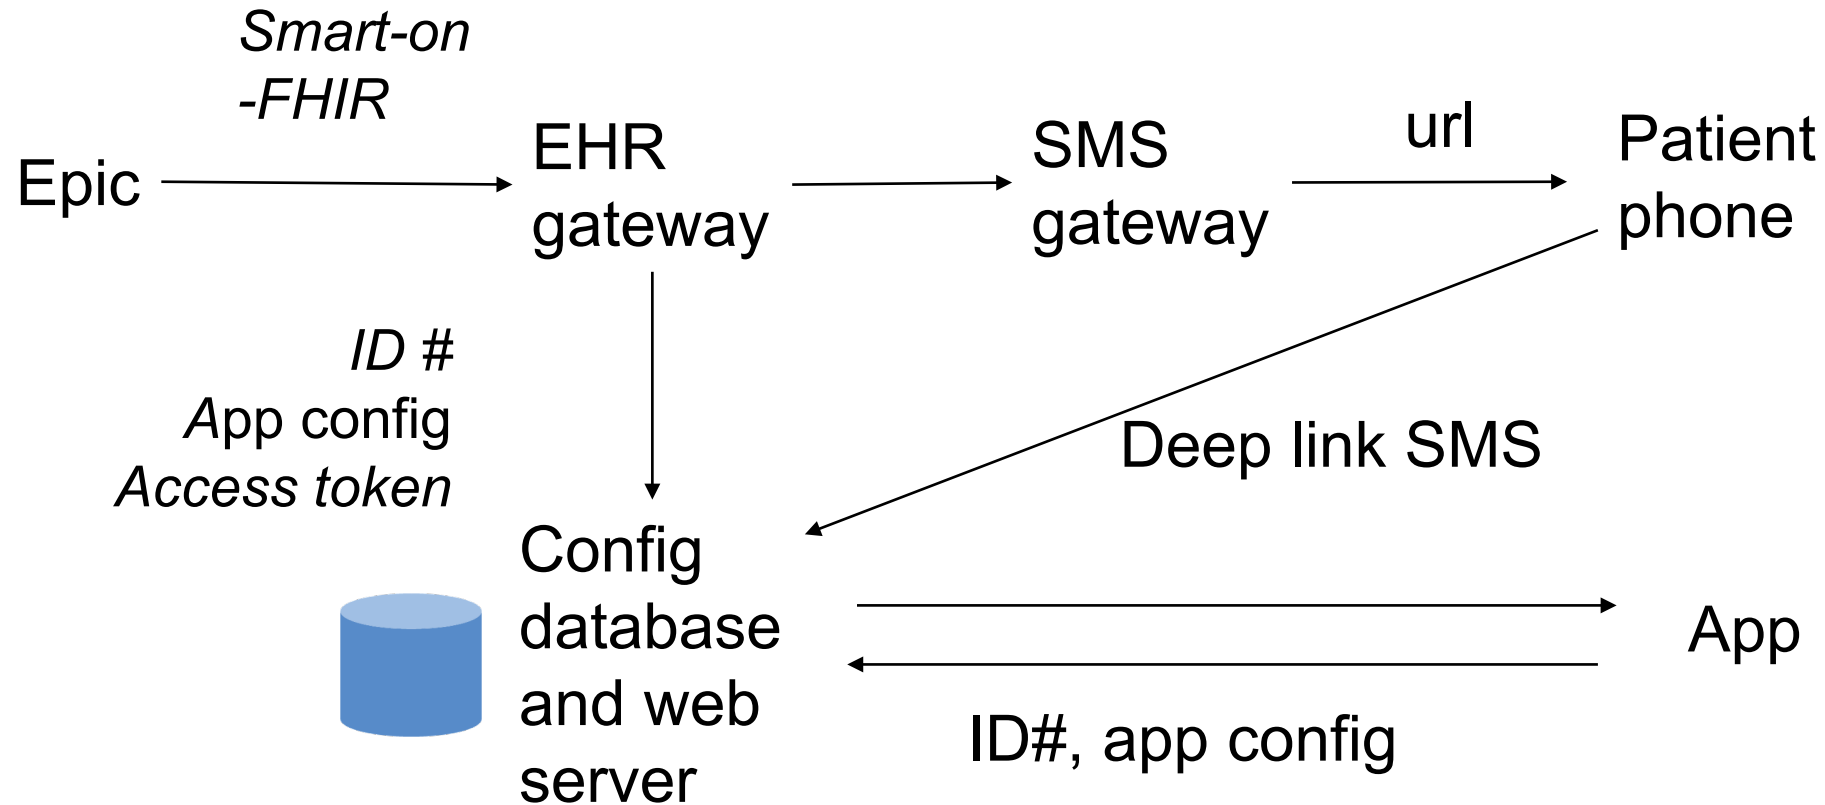 Smart-on
-FHIR
Epic
EHR
gateway
SMS
gateway
url
Patient
phone
ID #
App config
Access token
Deep link SMS
Config
database
and web
server
App
ID#, app config